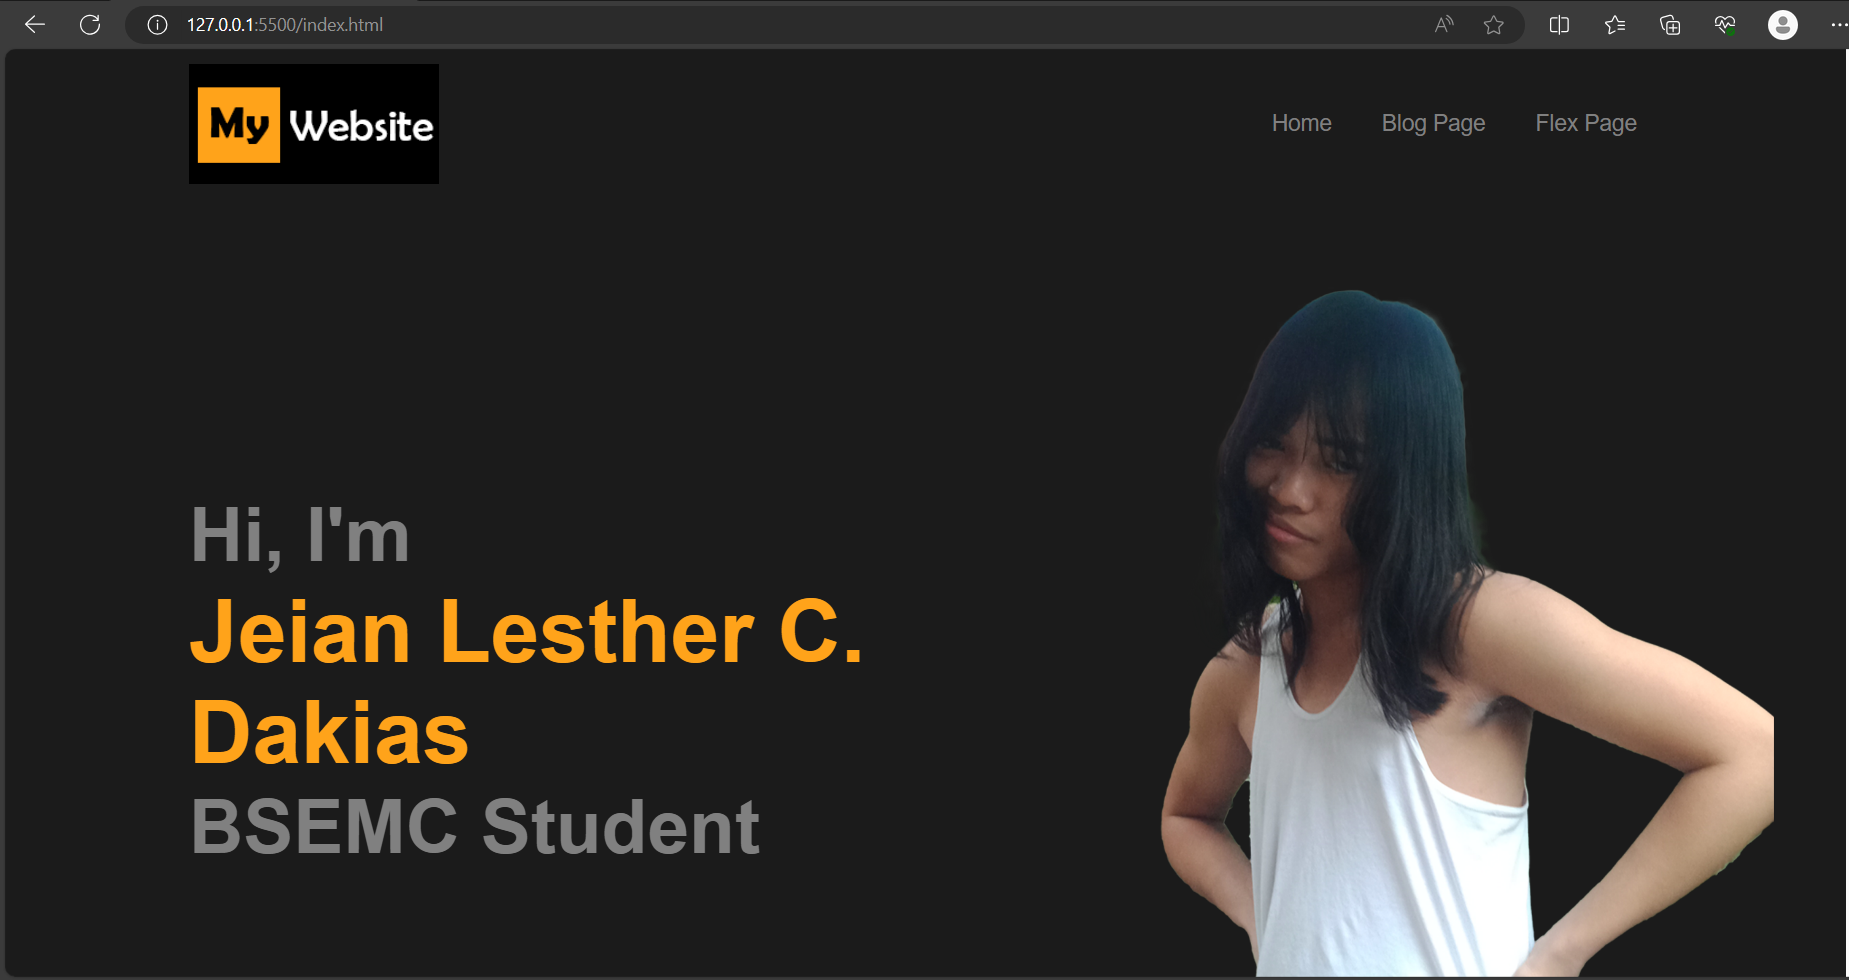 127.0.0.1:5500/index.html
My Website
Home Blog Page Flex Page
Hi, I'm
Jeian Lesther C.
Dakias
BSEMC Student